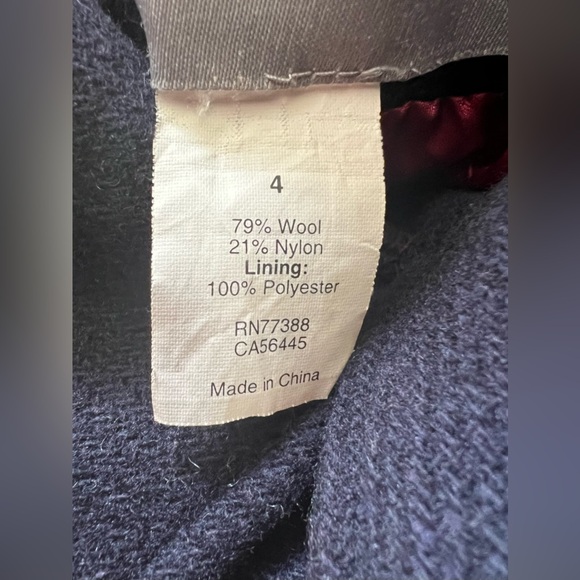 4
79% Wool
21% Nylon
Lining:
100% Polyester
RN77388
CA56445
Made in China